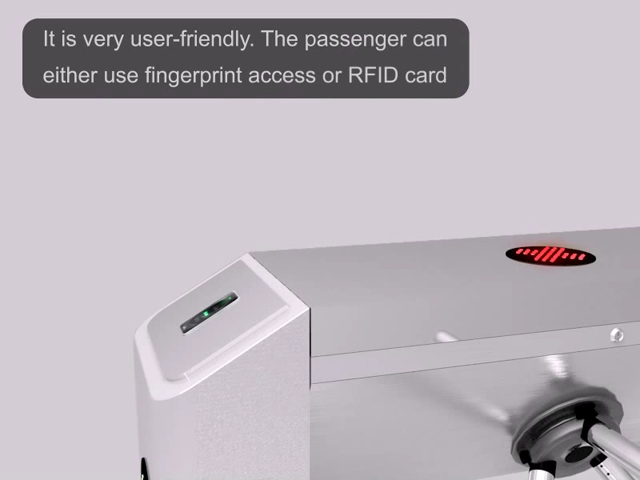 It is very user-friendly. The passenger can
either use fingerprint access or RFID card